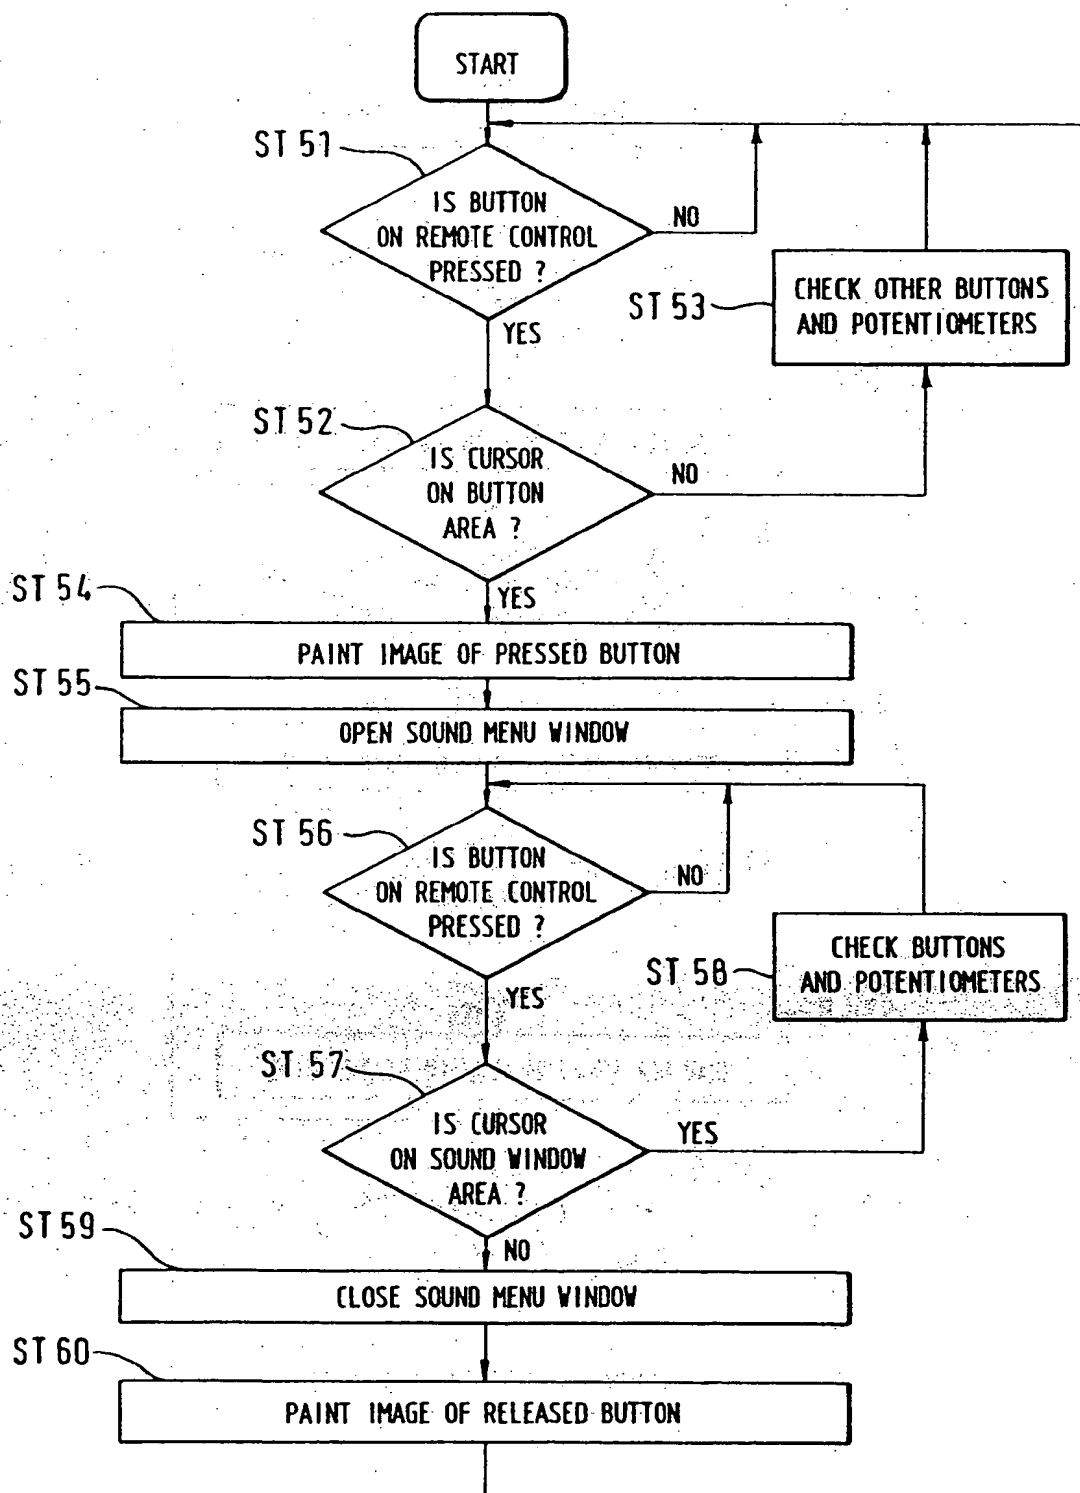 START
ST 51
IS BUTTON
ON REMOTE CONTROL
PRESSED ?
NO
YES
ST 53
CHECK OTHER BUTTONS
AND POTENTIOMETERS
ST 52
IS CURSOR
ON BUTTON
AREA ?
NO
YES
ST 54
PAINT IMAGE OF PRESSED BUTTON
ST 55
OPEN SOUND MENU WINDOW
ST 56
IS BUTTON
ON REMOTE CONTROL
PRESSED ?
NO
YES
ST 58
CHECK BUTTONS
AND POTENTIOMETERS
ST 57
IS CURSOR
ON SOUND WINDOW
AREA ?
YES
NO
ST 59
CLOSE SOUND MENU WINDOW
ST 60
PAINT IMAGE OF RELEASED BUTTON